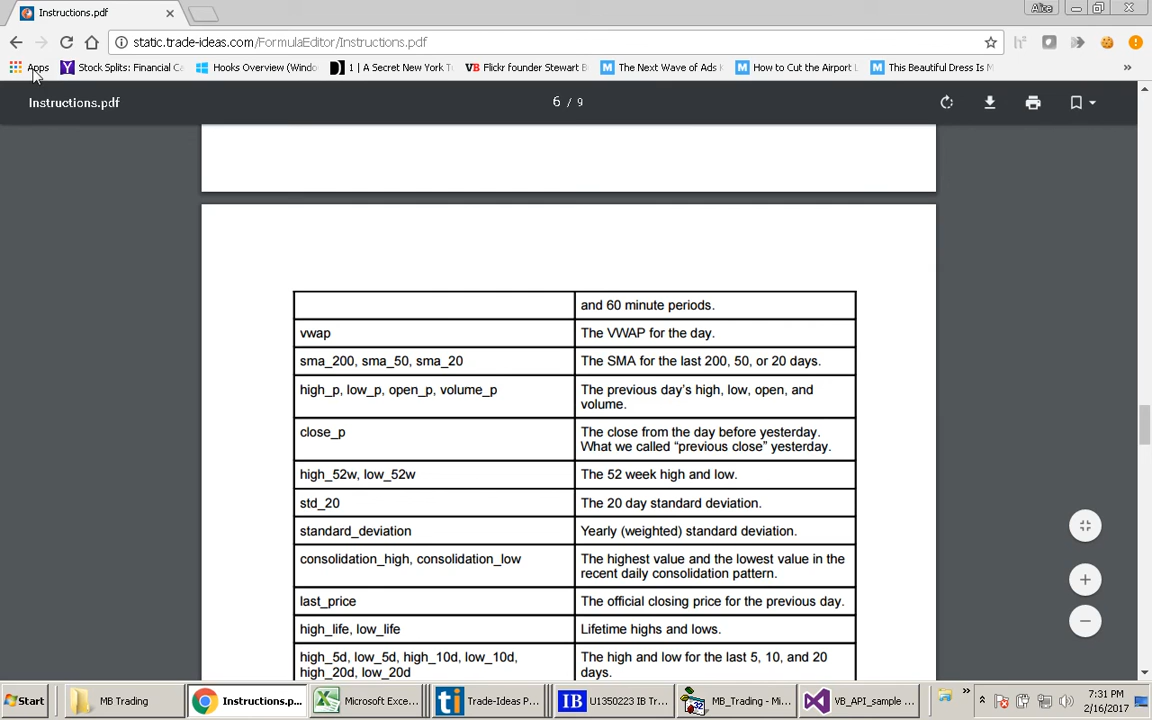 Instructions.pdf
Alice
static.trade-ideas.com/FormulaEditor/Instructions.pdf
Apps Stock Splits: Financial Ca Hooks Overview (Windo 1 | A Secret New York To Flickr founder Stewart B The Next Wave of Ads How to Cut the Airport L This Beautiful Dress Is M »
Instructions.pdf 6 / 9
and 60 minute periods.
vwap The VWAP for the day.
sma_200, sma_50, sma_20 The SMA for the last 200, 50, or 20 days.
high_p, low_p, open_p, volume_p The previous day's high, low, open, and
volume.
close_p The close from the day before yesterday.
What we called “previous close” yesterday.
high_52w, low_52w The 52 week high and low.
std_20 The 20 day standard deviation.
standard_deviation Yearly (weighted) standard deviation.
consolidation_high, consolidation_low The highest value and the lowest value in the
recent daily consolidation pattern.
last_price The official closing price for the previous day.
high_life, low_life Lifetime highs and lows.
high_5d, low_5d, high_10d, low_10d, The high and low for the last 5, 10, and 20
high_20d, low_20d days.
Start MB Trading Instructions.p... Microsoft Exce... Trade-Ideas P... U1350223 IB Tr... MB_Trading - Mi... VB_API_sample ... » 7:31 PM
2/16/2017